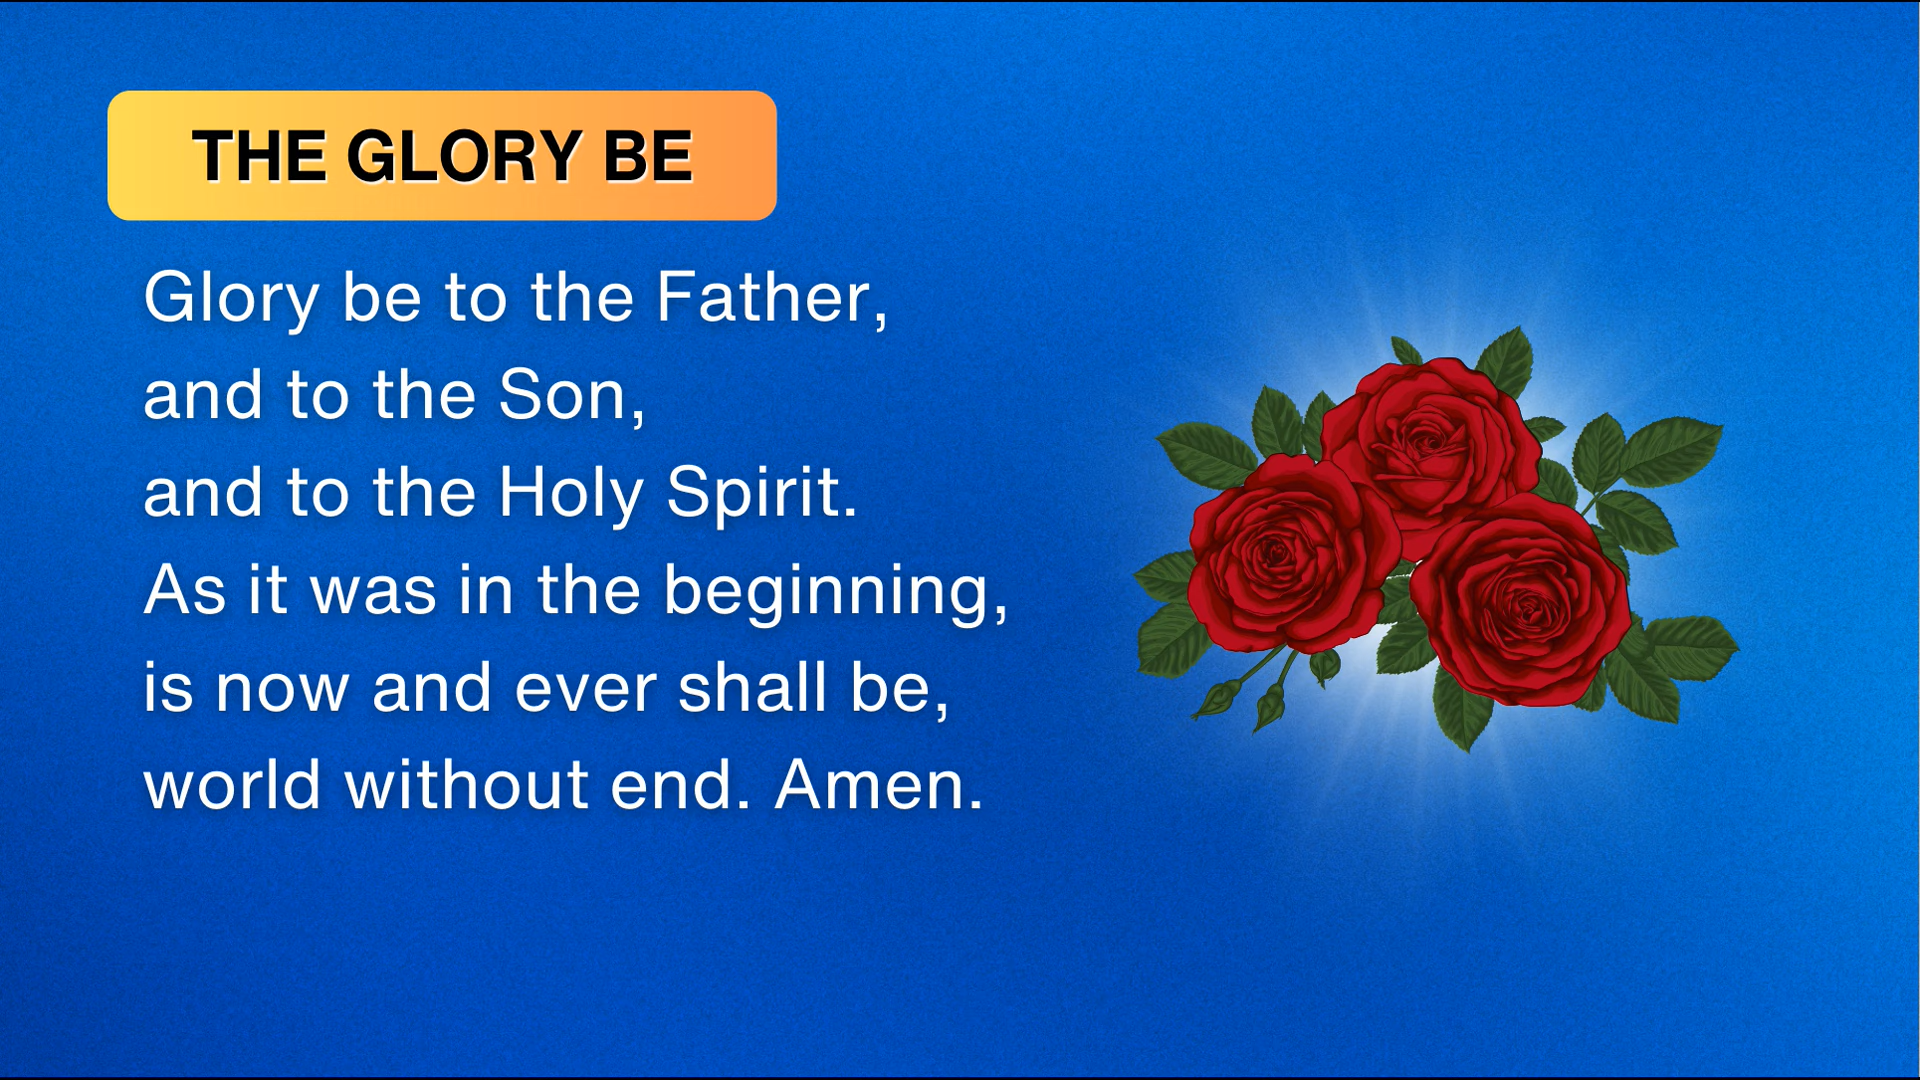 THE GLORY BE
Glory be to the Father,
and to the Son,
and to the Holy Spirit.
As it was in the beginning,
is now and ever shall be,
world without end. Amen.